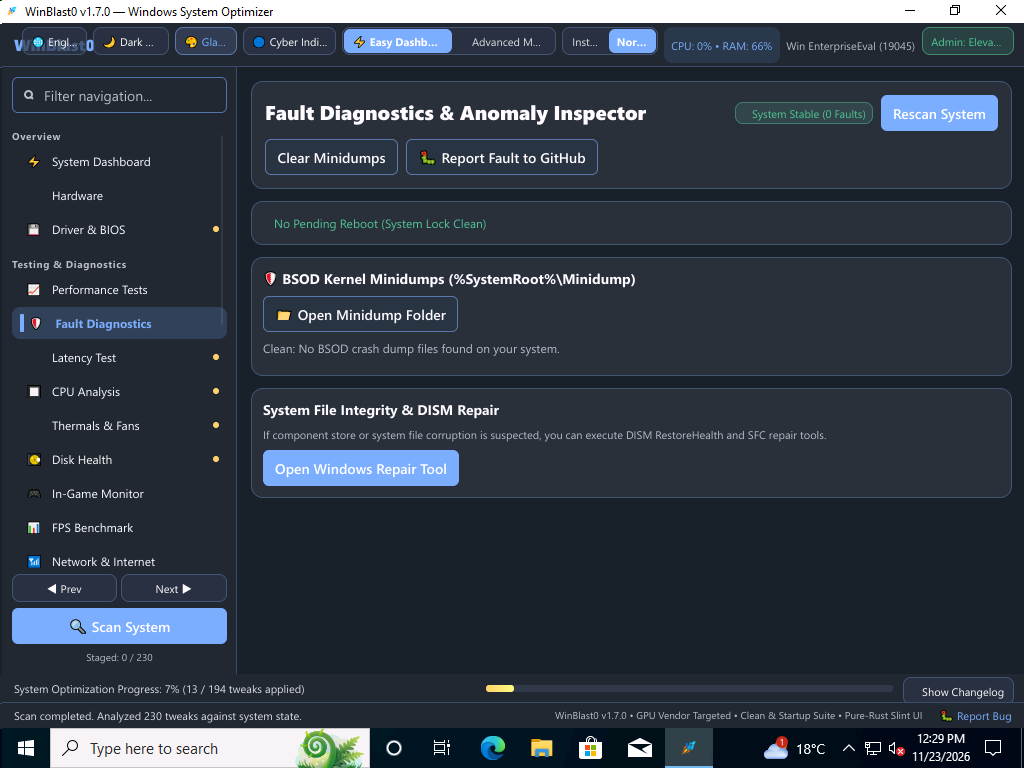 WinBlast0 v1.7.0 — Windows System Optimizer
WinBlast0
Engl...
Dark ...
Gla...
Cyber Indi...
Easy Dashb...
Advanced M...
Inst...
Nor...
CPU: 0% • RAM: 66%
Win EnterpriseEval (19045)
Admin: Eleva...
Filter navigation...
Overview
System Dashboard
Hardware
Driver & BIOS
Testing & Diagnostics
Performance Tests
Fault Diagnostics
Latency Test
CPU Analysis
Thermals & Fans
Disk Health
In-Game Monitor
FPS Benchmark
Network & Internet
◀ Prev
Next ▶
Scan System
Staged: 0 / 230
Fault Diagnostics & Anomaly Inspector
System Stable (0 Faults)
Rescan System
Clear Minidumps
Report Fault to GitHub
No Pending Reboot (System Lock Clean)
BSOD Kernel Minidumps (%SystemRoot%\Minidump)
Open Minidump Folder
Clean: No BSOD crash dump files found on your system.
System File Integrity & DISM Repair
If component store or system file corruption is suspected, you can execute DISM RestoreHealth and SFC repair tools.
Open Windows Repair Tool
System Optimization Progress: 7% (13 / 194 tweaks applied)
Show Changelog
Scan completed. Analyzed 230 tweaks against system state.
WinBlast0 v1.7.0 • GPU Vendor Targeted • Clean & Startup Suite • Pure-Rust Slint UI
Report Bug
Type here to search
1
18°C
12:29 PM
11/23/2026